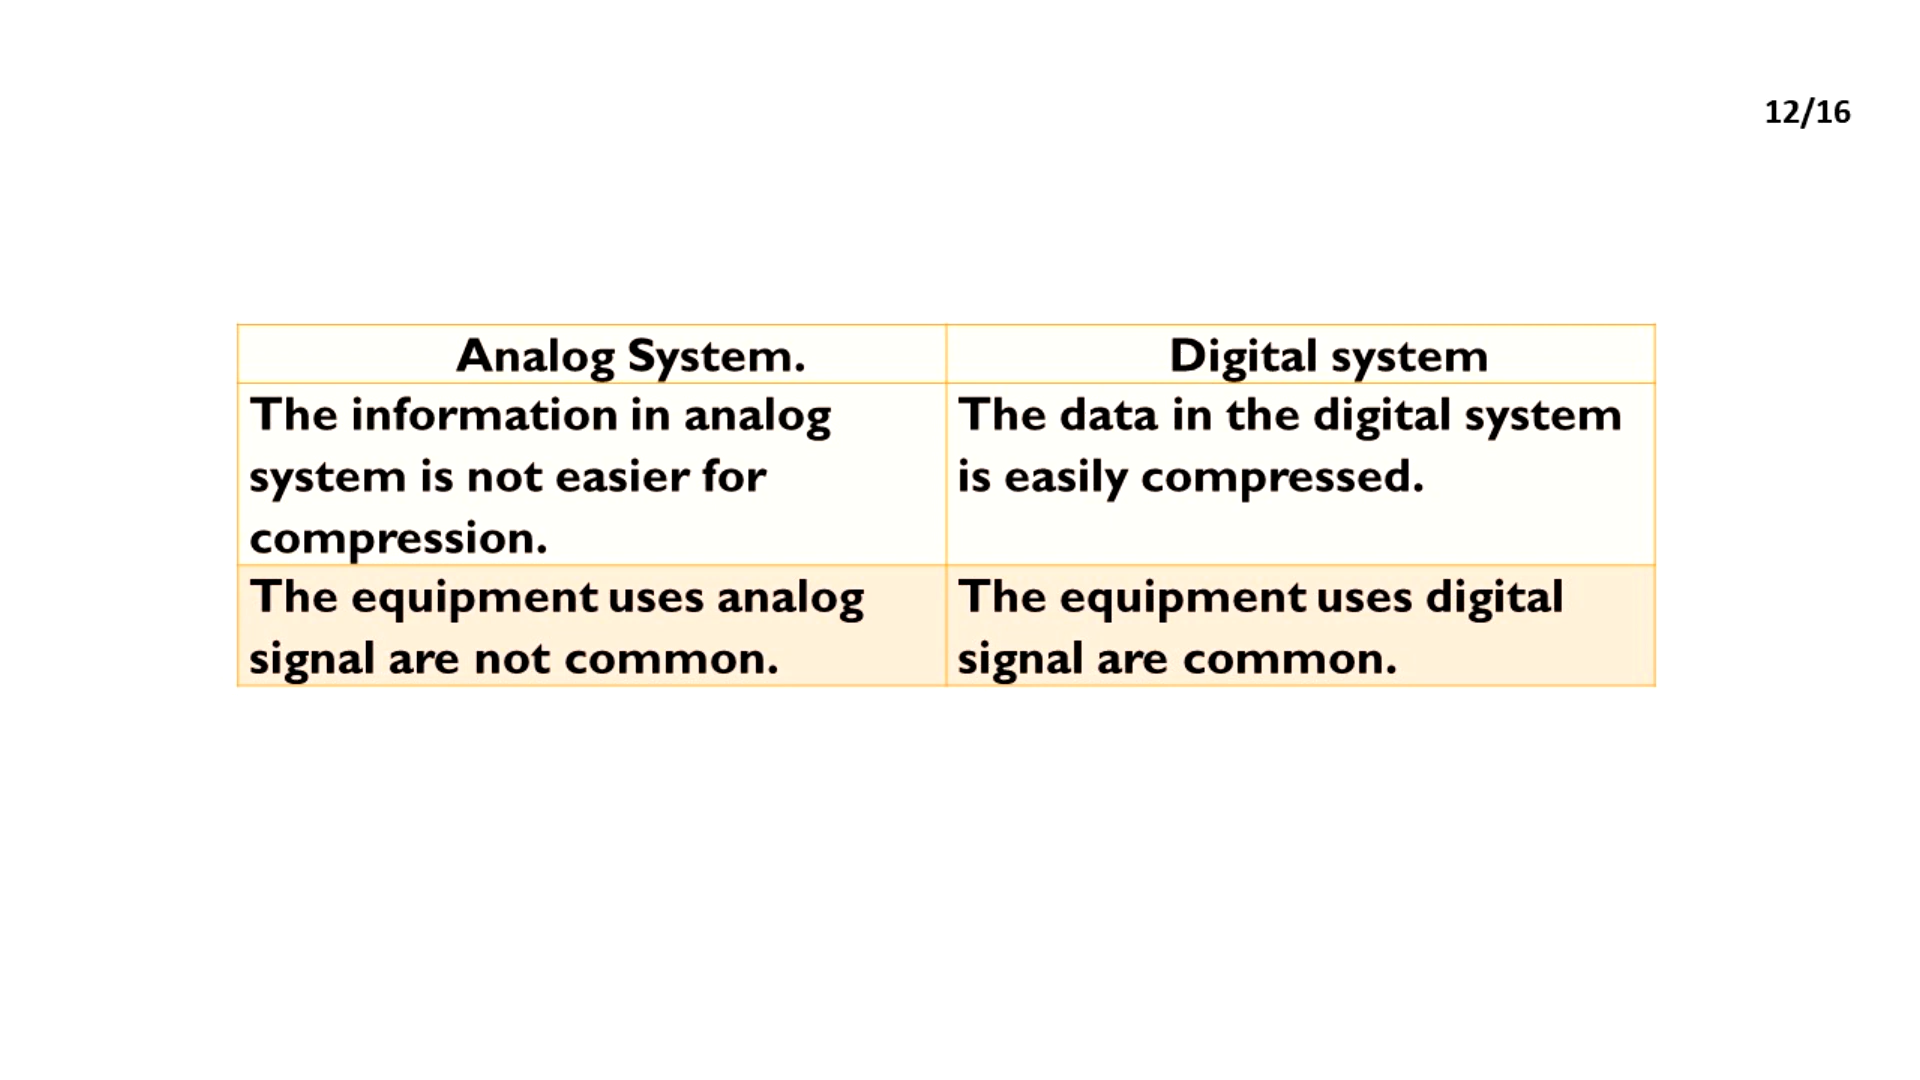 12/16
Analog System.
Digital system
The information in analog
system is not easier for
compression.
The data in the digital system
is easily compressed.
The equipment uses analog
signal are not common.
The equipment uses digital
signal are common.